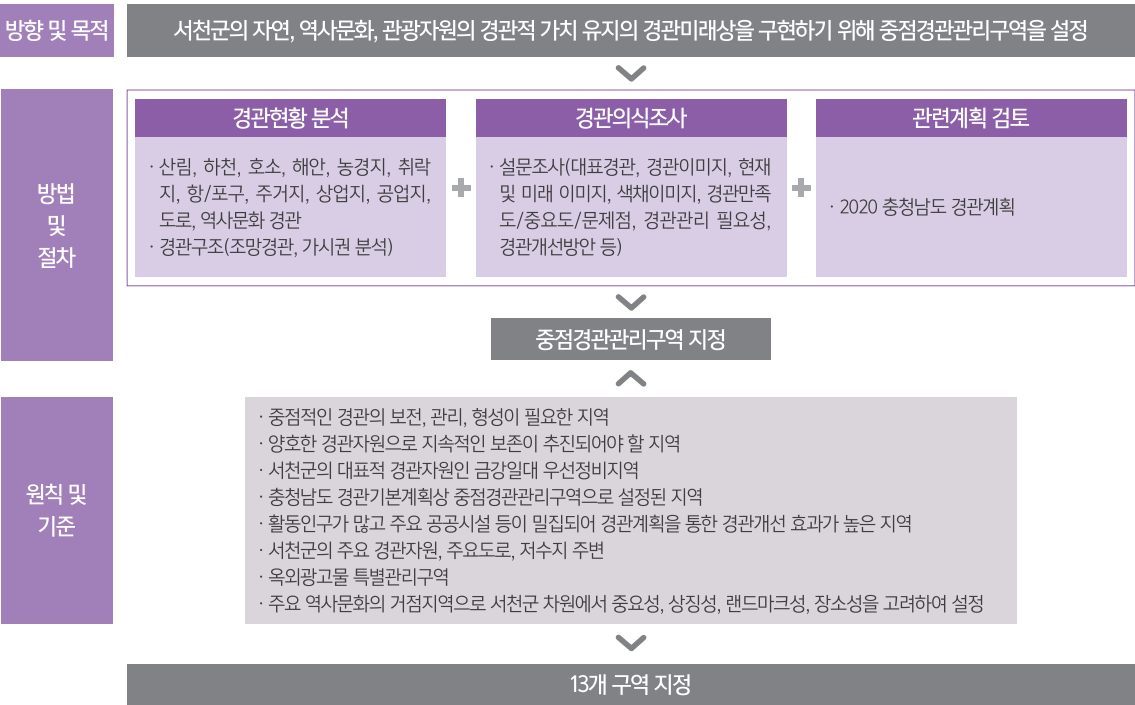 방향 및 목적
서천군의 자연, 역사문화, 관광자원의 경관적 가치 유지의 경관미래상을 구현하기 위해 중점경관관리구역을 설정
방법
및
절차
경관현황 분석
· 산림, 하천, 호소, 해안, 농경지, 취락
지, 항/포구, 주거지, 상업지, 공업지,
도로, 역사문화 경관
· 경관구조(조망경관, 가시권 분석)
경관의식조사
· 설문조사(대표경관, 경관이미지, 현재
및 미래 이미지, 색채이미지, 경관만족
도/중요도/문제점, 경관관리 필요성,
경관개선방안 등)
관련계획 검토
· 2020 충청남도 경관계획
중점경관관리구역 지정
원칙 및
기준
· 중점적인 경관의 보전, 관리, 형성이 필요한 지역
· 양호한 경관자원으로 지속적인 보존이 추진되어야 할 지역
· 서천군의 대표적 경관자원인 금강일대 우선정비지역
· 충청남도 경관기본계획상 중점경관관리구역으로 설정된 지역
· 활동인구가 많고 주요 공공시설 등이 밀집되어 경관계획을 통한 경관개선 효과가 높은 지역
· 서천군의 주요 경관자원, 주요도로, 저수지 주변
· 옥외광고물 특별관리구역
· 주요 역사문화의 거점지역으로 서천군 차원에서 중요성, 상징성, 랜드마크성, 장소성을 고려하여 설정
13개 구역 지정